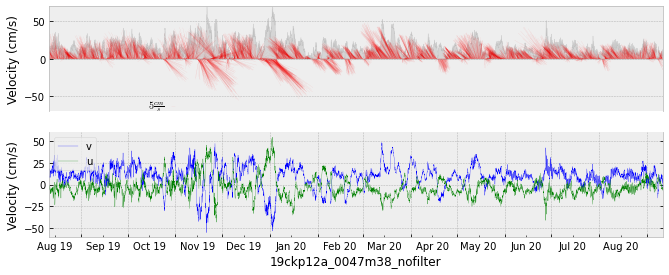 Velocity (cm/s)
50
0
−50
5 cm/s
Velocity (cm/s)
50
25
0
−25
−50
v
u
Aug 19 Sep 19 Oct 19 Nov 19 Dec 19 Jan 20 Feb 20 Mar 20 Apr 20 May 20 Jun 20 Jul 20 Aug 20
19ckp12a_0047m38_nofilter